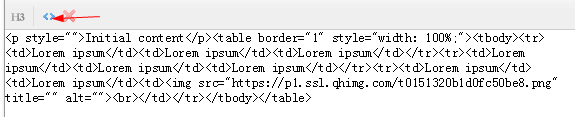 H3
<p style="">Initial content</p><table border="1" style="width: 100%;"><tbody><tr>
<td>Lorem ipsum</td><td>Lorem ipsum</td><td>Lorem ipsum</td></tr><tr><td>Lorem
ipsum</td><td>Lorem ipsum</td><td>Lorem ipsum</td></tr><tr><td>Lorem ipsum</td>
<td>Lorem ipsum</td><td><img src="https://p1.ssl.qhimg.com/t0151320b1d0fc50be8.png"
title="" alt=""><br></td></tr></tbody></table>